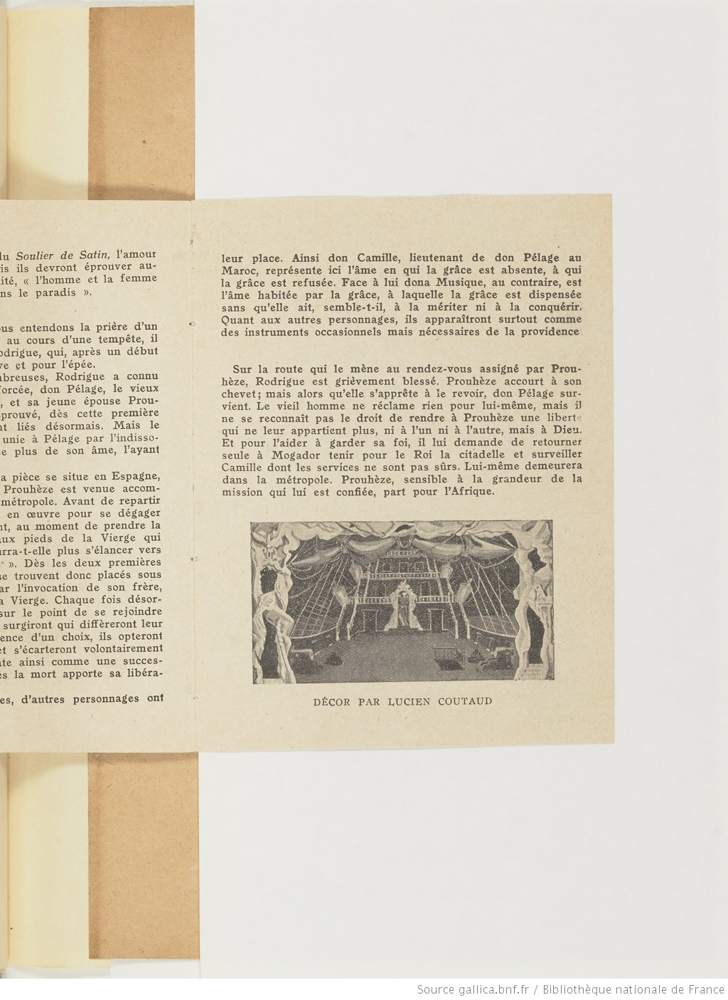 du Soulier de Satin, l'amour
is ils devront éprouver au-
ité, « l'homme et la femme
ns le paradis ».
ous entendons la prière d'un
au cours d'une tempête, il
odrigue, qui, après un début
ve et pour l'épée.
mbreuses, Rodrigue a connu
forcée, don Pélage, le vieux
, et sa jeune épouse Prou-
prouvé, dès cette première
nt liés désormais. Mais le
unie à Pélage par l'indisso-
e plus de son âme, l'ayant
a pièce se situe en Espagne,
Prouhèze est venue accom-
métropole. Avant de repartir
en œuvre pour se dégager
nt, au moment de prendre la
aux pieds de la Vierge qui
urra-t-elle plus s'élancer vers
». Dès les deux premières
se trouvent donc placés sous
ar l'invocation de son frère,
a Vierge. Chaque fois désor-
sur le point de se rejoindre
surgiront qui diffèreront leur
ence d'un choix, ils opteront
et s'écarteront volontairement
te ainsi comme une succes-
es la mort apporte sa libéra-
es, d'autres personnages ont
leur place. Ainsi don Camille, lieutenant de don Pélage au
Maroc, représente ici l'âme en qui la grâce est absente, à qui
la grâce est refusée. Face à lui dona Musique, au contraire, est
l'âme habitée par la grâce, à laquelle la grâce est dispensée
sans qu'elle ait, semble-t-il, à la mériter ni à la conquérir.
Quant aux autres personnages, ils apparaîtront surtout comme
des instruments occasionnels mais nécessaires de la providence
Sur la route qui le mène au rendez-vous assigné par Prou-
hèze, Rodrigue est grièvement blessé. Prouhèze accourt à son
chevet; mais alors qu'elle s'apprête à le revoir, don Pélage sur-
vient. Le vieil homme ne réclame rien pour lui-même, mais il
ne se reconnaît pas le droit de rendre à Prouhèze une liberté
qui ne leur appartient plus, ni à l'un ni à l'autre, mais à Dieu.
Et pour l'aider à garder sa foi, il lui demande de retourner
seule à Mogador tenir pour le Roi la citadelle et surveiller
Camille dont les services ne sont pas sûrs. Lui-même demeurera
dans la métropole. Prouhèze, sensible à la grandeur de la
mission qui lui est confiée, part pour l'Afrique.
DÉCOR PAR LUCIEN COUTAUD
Source gallica.bnf.fr / Bibliothèque nationale de France